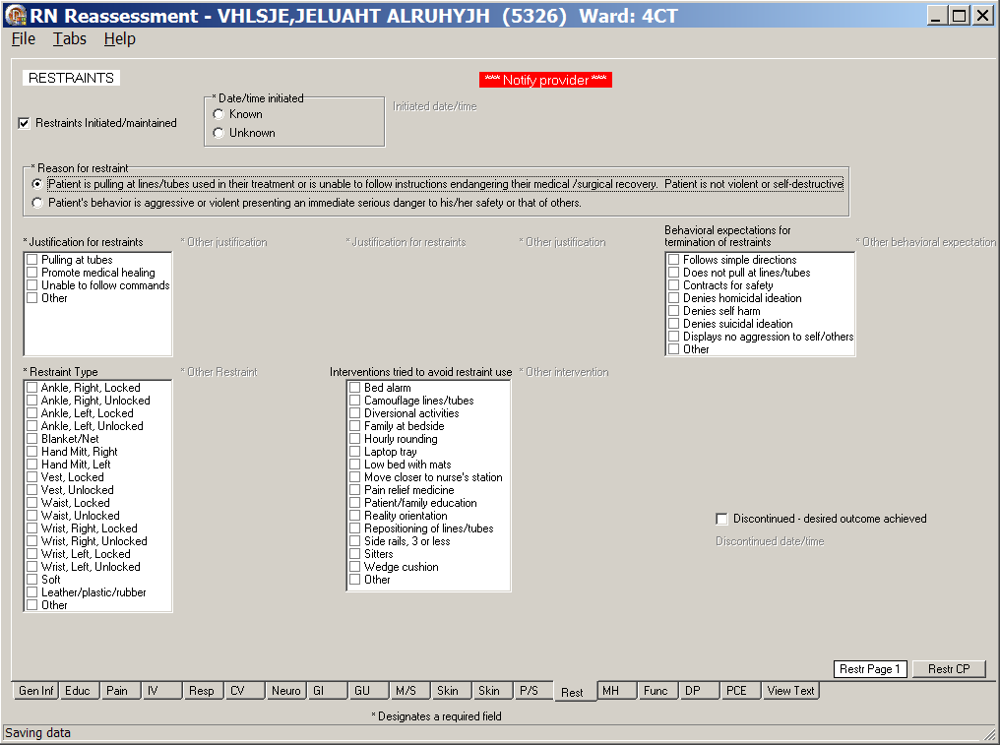 RN Reassessment - VHLSJE,JELUAHT ALRUHYJH (5326) Ward: 4CT
File Tabs Help
RESTRAINTS
*** Notify provider ***
Restraints Initiated/maintained
* Date/time initiated
Known
Unknown
Initiated date/time
* Reason for restraint
Patient is pulling at lines/tubes used in their treatment or is unable to follow instructions endangering their medical /surgical recovery. Patient is not violent or self-destructive
Patient's behavior is aggressive or violent presenting an immediate serious danger to his/her safety or that of others.
* Justification for restraints
Pulling at tubes
Promote medical healing
Unable to follow commands
Other
* Other justification
* Justification for restraints
* Other justification
Behavioral expectations for
termination of restraints
Follows simple directions
Does not pull at lines/tubes
Contracts for safety
Denies homicidal ideation
Denies self harm
Denies suicidal ideation
Displays no aggression to self/others
Other
* Other behavioral expectation
* Restraint Type
Ankle, Right, Locked
Ankle, Right, Unlocked
Ankle, Left, Locked
Ankle, Left, Unlocked
Blanket/Net
Hand Mitt, Right
Hand Mitt, Left
Vest, Locked
Vest, Unlocked
Waist, Locked
Waist, Unlocked
Wrist, Right, Locked
Wrist, Right, Unlocked
Wrist, Left, Locked
Wrist, Left, Unlocked
Soft
Leather/plastic/rubber
Other
* Other Restraint
Interventions tried to avoid restraint use
Bed alarm
Camouflage lines/tubes
Diversional activities
Family at bedside
Hourly rounding
Laptop tray
Low bed with mats
Move closer to nurse's station
Pain relief medicine
Patient/family education
Reality orientation
Repositioning of lines/tubes
Side rails, 3 or less
Sitters
Wedge cushion
Other
* Other intervention
Discontinued - desired outcome achieved
Discontinued date/time
Restr Page 1 Restr CP
Gen Inf Educ Pain IV Resp CV Neuro GI GU M/S Skin Skin P/S Rest MH Func DP PCE View Text
* Designates a required field
Saving data